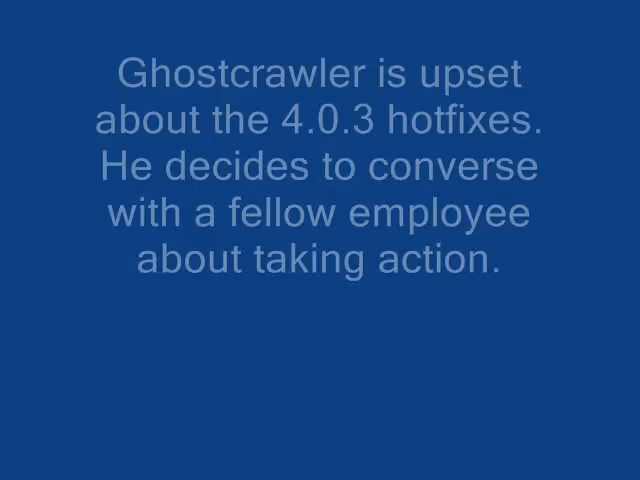 Ghostcrawler is upset
about the 4.0.3 hotfixes.
He decides to converse
with a fellow employee
about taking action.